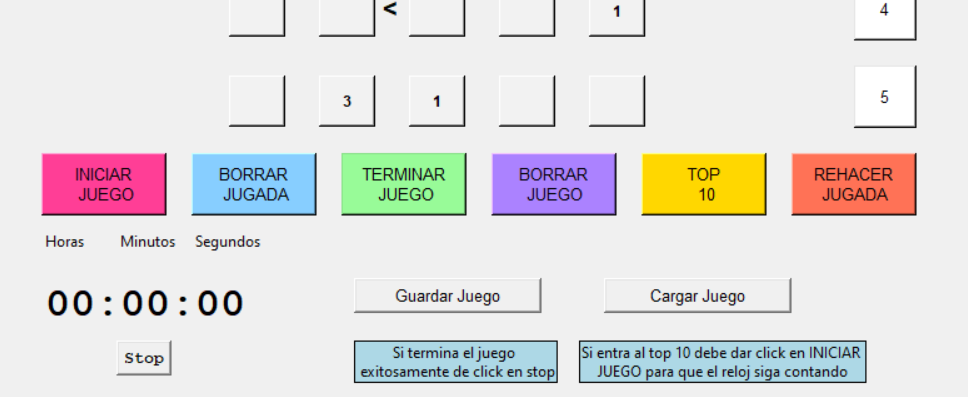 < 1 4
3 1 5
INICIAR JUEGO
BORRAR JUGADA
TERMINAR JUEGO
BORRAR JUEGO
TOP 10
REHACER JUGADA
Horas Minutos Segundos
00:00:00
Guardar Juego
Cargar Juego
Stop
Si termina el juego
exitosamente de click en stop
Si entra al top 10 debe dar click en INICIAR
JUEGO para que el reloj siga contando